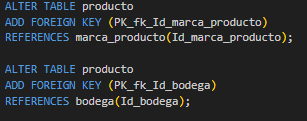 ALTER TABLE producto
ADD FOREIGN KEY (PK_fk_Id_marca_producto)
REFERENCES marca_producto(Id_marca_producto);
ALTER TABLE producto
ADD FOREIGN KEY (PK_fk_Id_bodega)
REFERENCES bodega(Id_bodega);